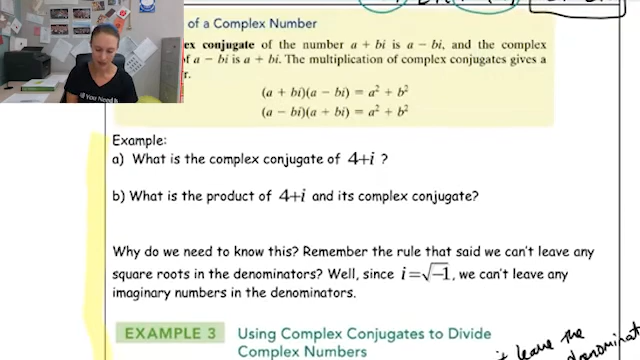 of a Complex Number
ex conjugate of the number a + bi is a − bi, and the complex
of a − bi is a + bi. The multiplication of complex conjugates gives a
r.
(a + bi)(a − bi) = a² + b²
(a − bi)(a + bi) = a² + b²
Example:
a) What is the complex conjugate of 4+i ?
b) What is the product of 4+i and its complex conjugate?
Why do we need to know this? Remember the rule that said we can't leave any
square roots in the denominators? Well, since i = √−1, we can't leave any
imaginary numbers in the denominators.
EXAMPLE 3 Using Complex Conjugates to Divide
Complex Numbers
leave the